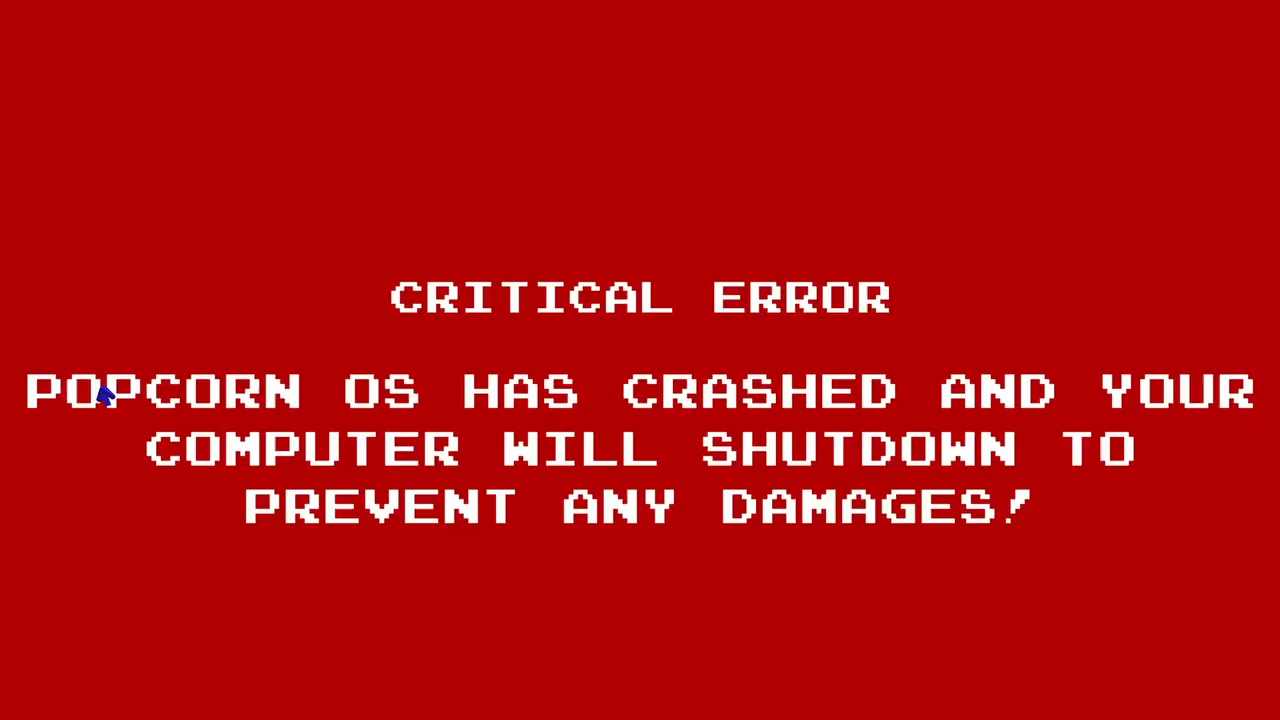 CRITICAL ERROR
POPCORN OS HAS CRASHED AND YOUR
COMPUTER WILL SHUTDOWN TO
PREVENT ANY DAMAGES!